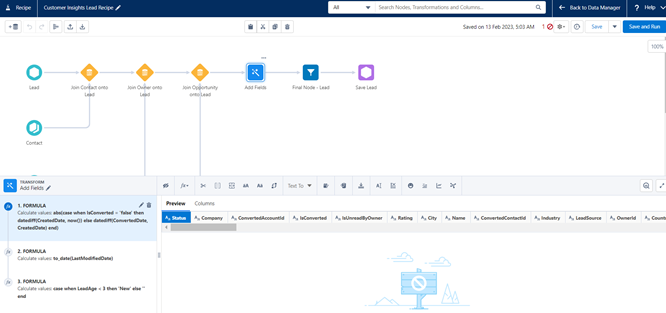 Recipe Customer Insights Lead Recipe All Search Nodes, Transformations and Columns... Back to Data Manager ? Help
Saved on 13 Feb 2023, 5:03 AM 1 Save Save and Run
100%
Lead Join Contact onto Lead Join Owner onto Lead Join Opportunity onto Lead Add Fields Final Node - Lead Save Lead
Contact
TRANSFORM
Add Fields
Text To
1. FORMULA
Calculate values: abs(case when IsConverted = 'false' then
datediff(CreatedDate, now()) else datediff(ConvertedDate,
CreatedDate) end)
2. FORMULA
Calculate values: to_date(LastModifiedDate)
3. FORMULA
Calculate values: case when LeadAge < 3 then 'New' else ''
end
Preview Columns
Status Company ConvertedAccountId IsConverted IsUnreadByOwner Rating City Name ConvertedContactId Industry LeadSource OwnerId Count